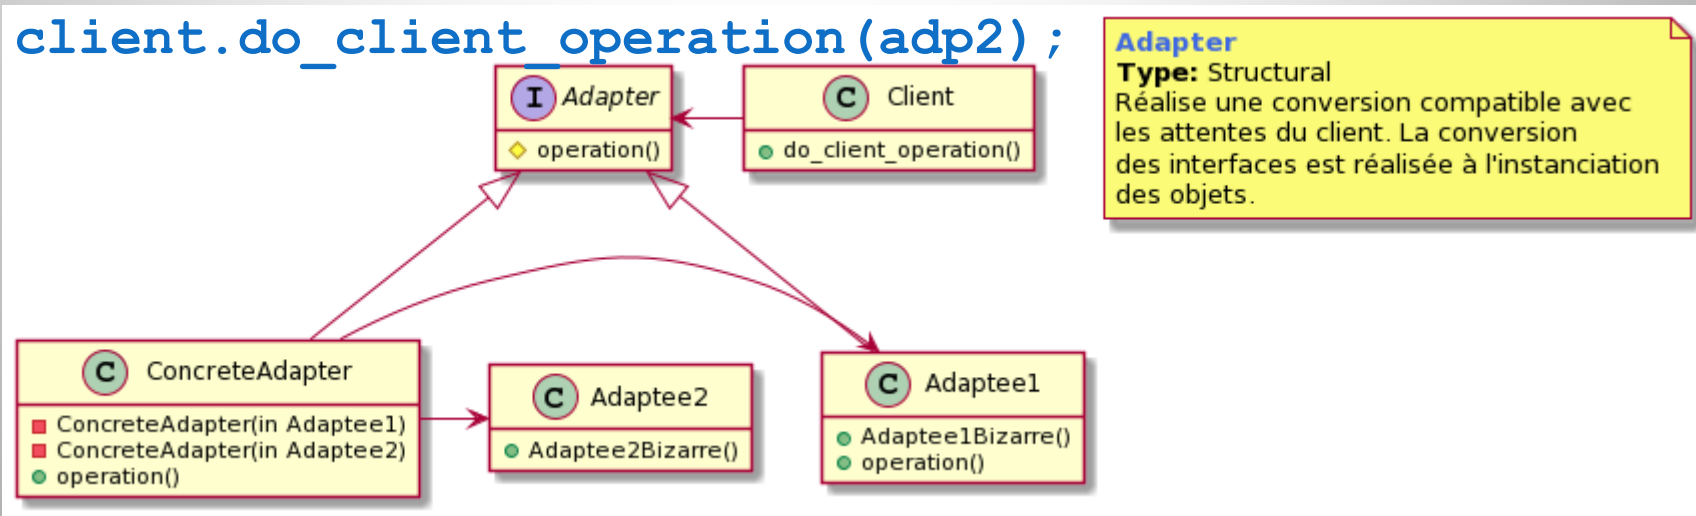 client.do_client_operation(adp2);
I Adapter
operation()
C Client
do_client_operation()
Adapter
Type: Structural
Réalise une conversion compatible avec
les attentes du client. La conversion
des interfaces est réalisée à l'instanciation
des objets.
C ConcreteAdapter
ConcreteAdapter(in Adaptee1)
ConcreteAdapter(in Adaptee2)
operation()
C Adaptee2
Adaptee2Bizarre()
C Adaptee1
Adaptee1Bizarre()
operation()